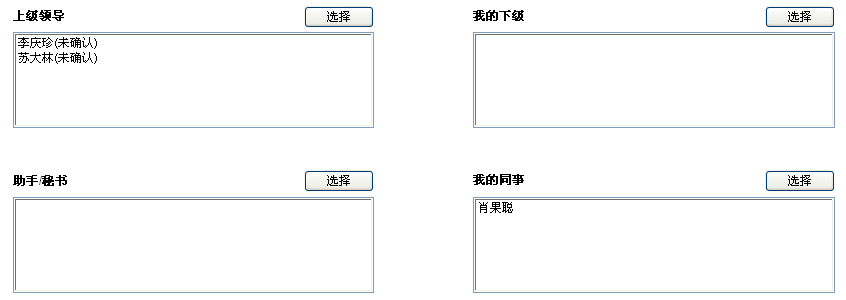 上级领导 选择
李庆珍(未确认)
苏大林(未确认)
我的下级 选择
助手/秘书 选择
我的同事 选择
肖果聪